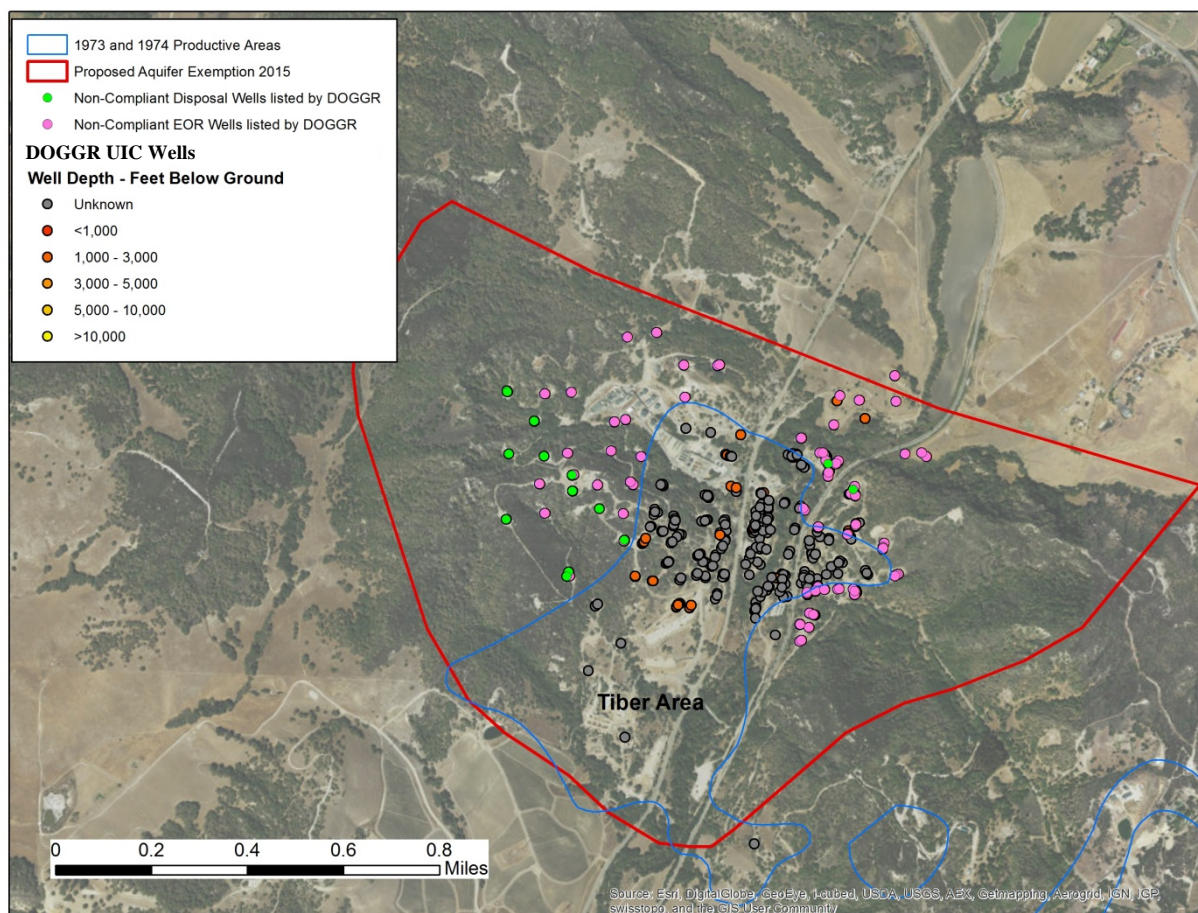 1973 and 1974 Productive Areas
Proposed Aquifer Exemption 2015
Non-Compliant Disposal Wells listed by DOGGR
Non-Compliant EOR Wells listed by DOGGR
DOGGR UIC Wells
Well Depth - Feet Below Ground
Unknown
<1,000
1,000 - 3,000
3,000 - 5,000
5,000 - 10,000
>10,000
Tiber Area
0 0.2 0.4 0.6 0.8
Miles
Source: Esri, DigitalGlobe, GeoEye, i-cubed, USDA, USGS, AEX, Getmapping, Aerogrid, IGN, IGP,
swisstopo, and the GIS User Community